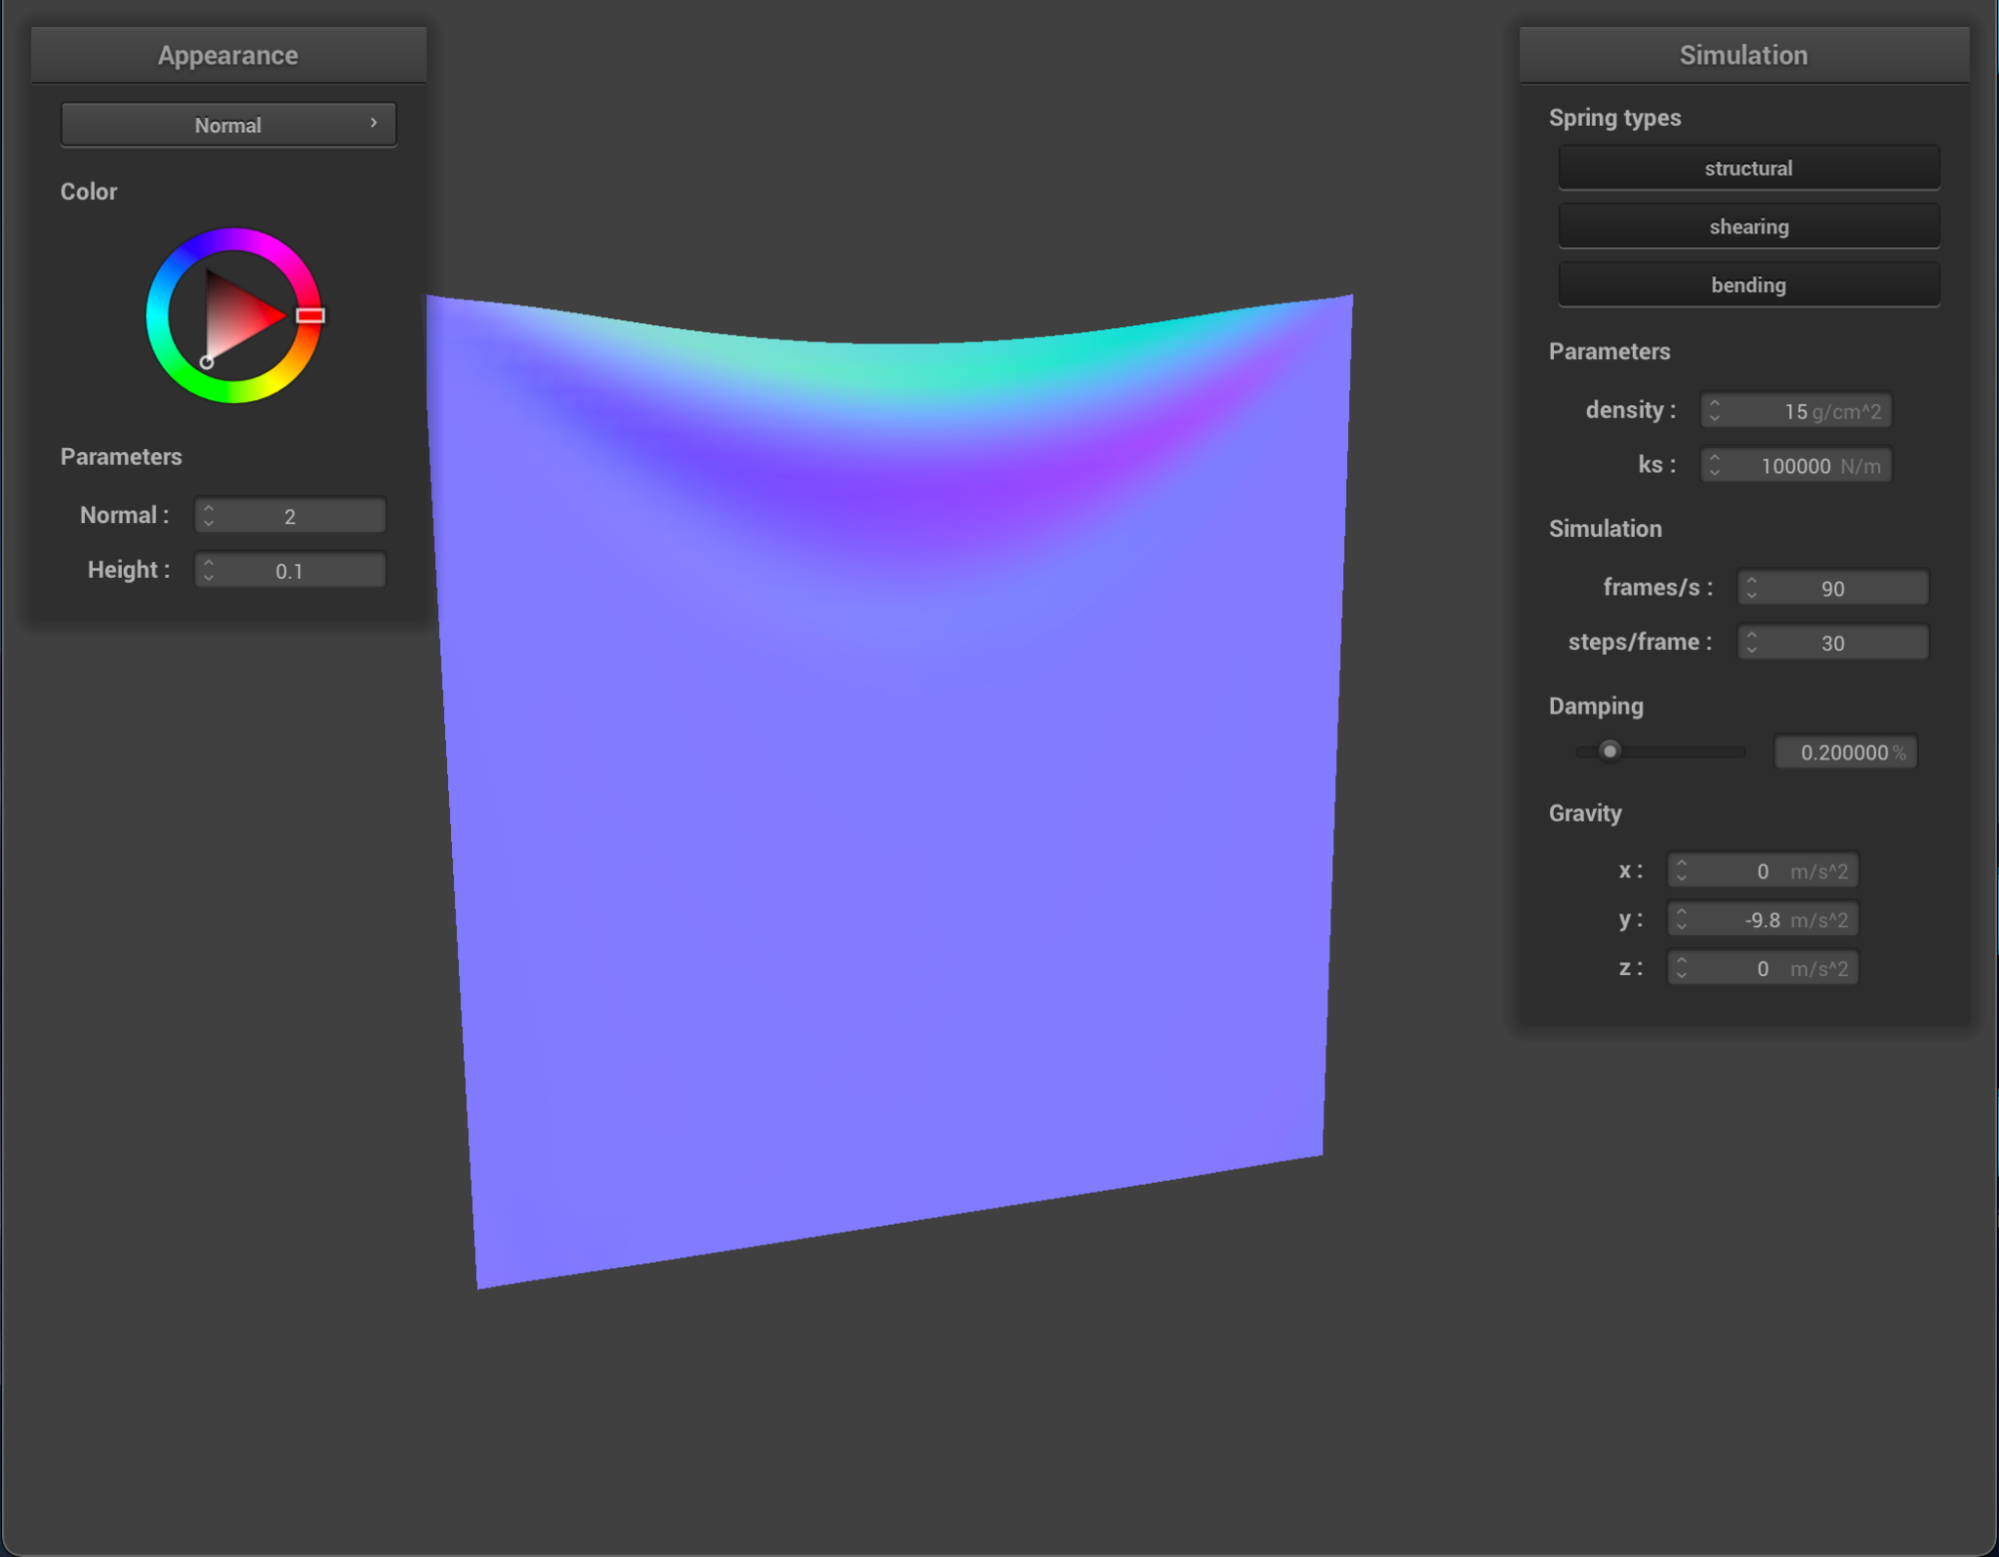 Appearance
Normal
Color
Parameters
Normal : 2
Height : 0.1
Simulation
Spring types
structural
shearing
bending
Parameters
density : 15 g/cm^2
ks : 100000 N/m
Simulation
frames/s : 90
steps/frame : 30
Damping
0.200000 %
Gravity
x : 0 m/s^2
y : -9.8 m/s^2
z : 0 m/s^2